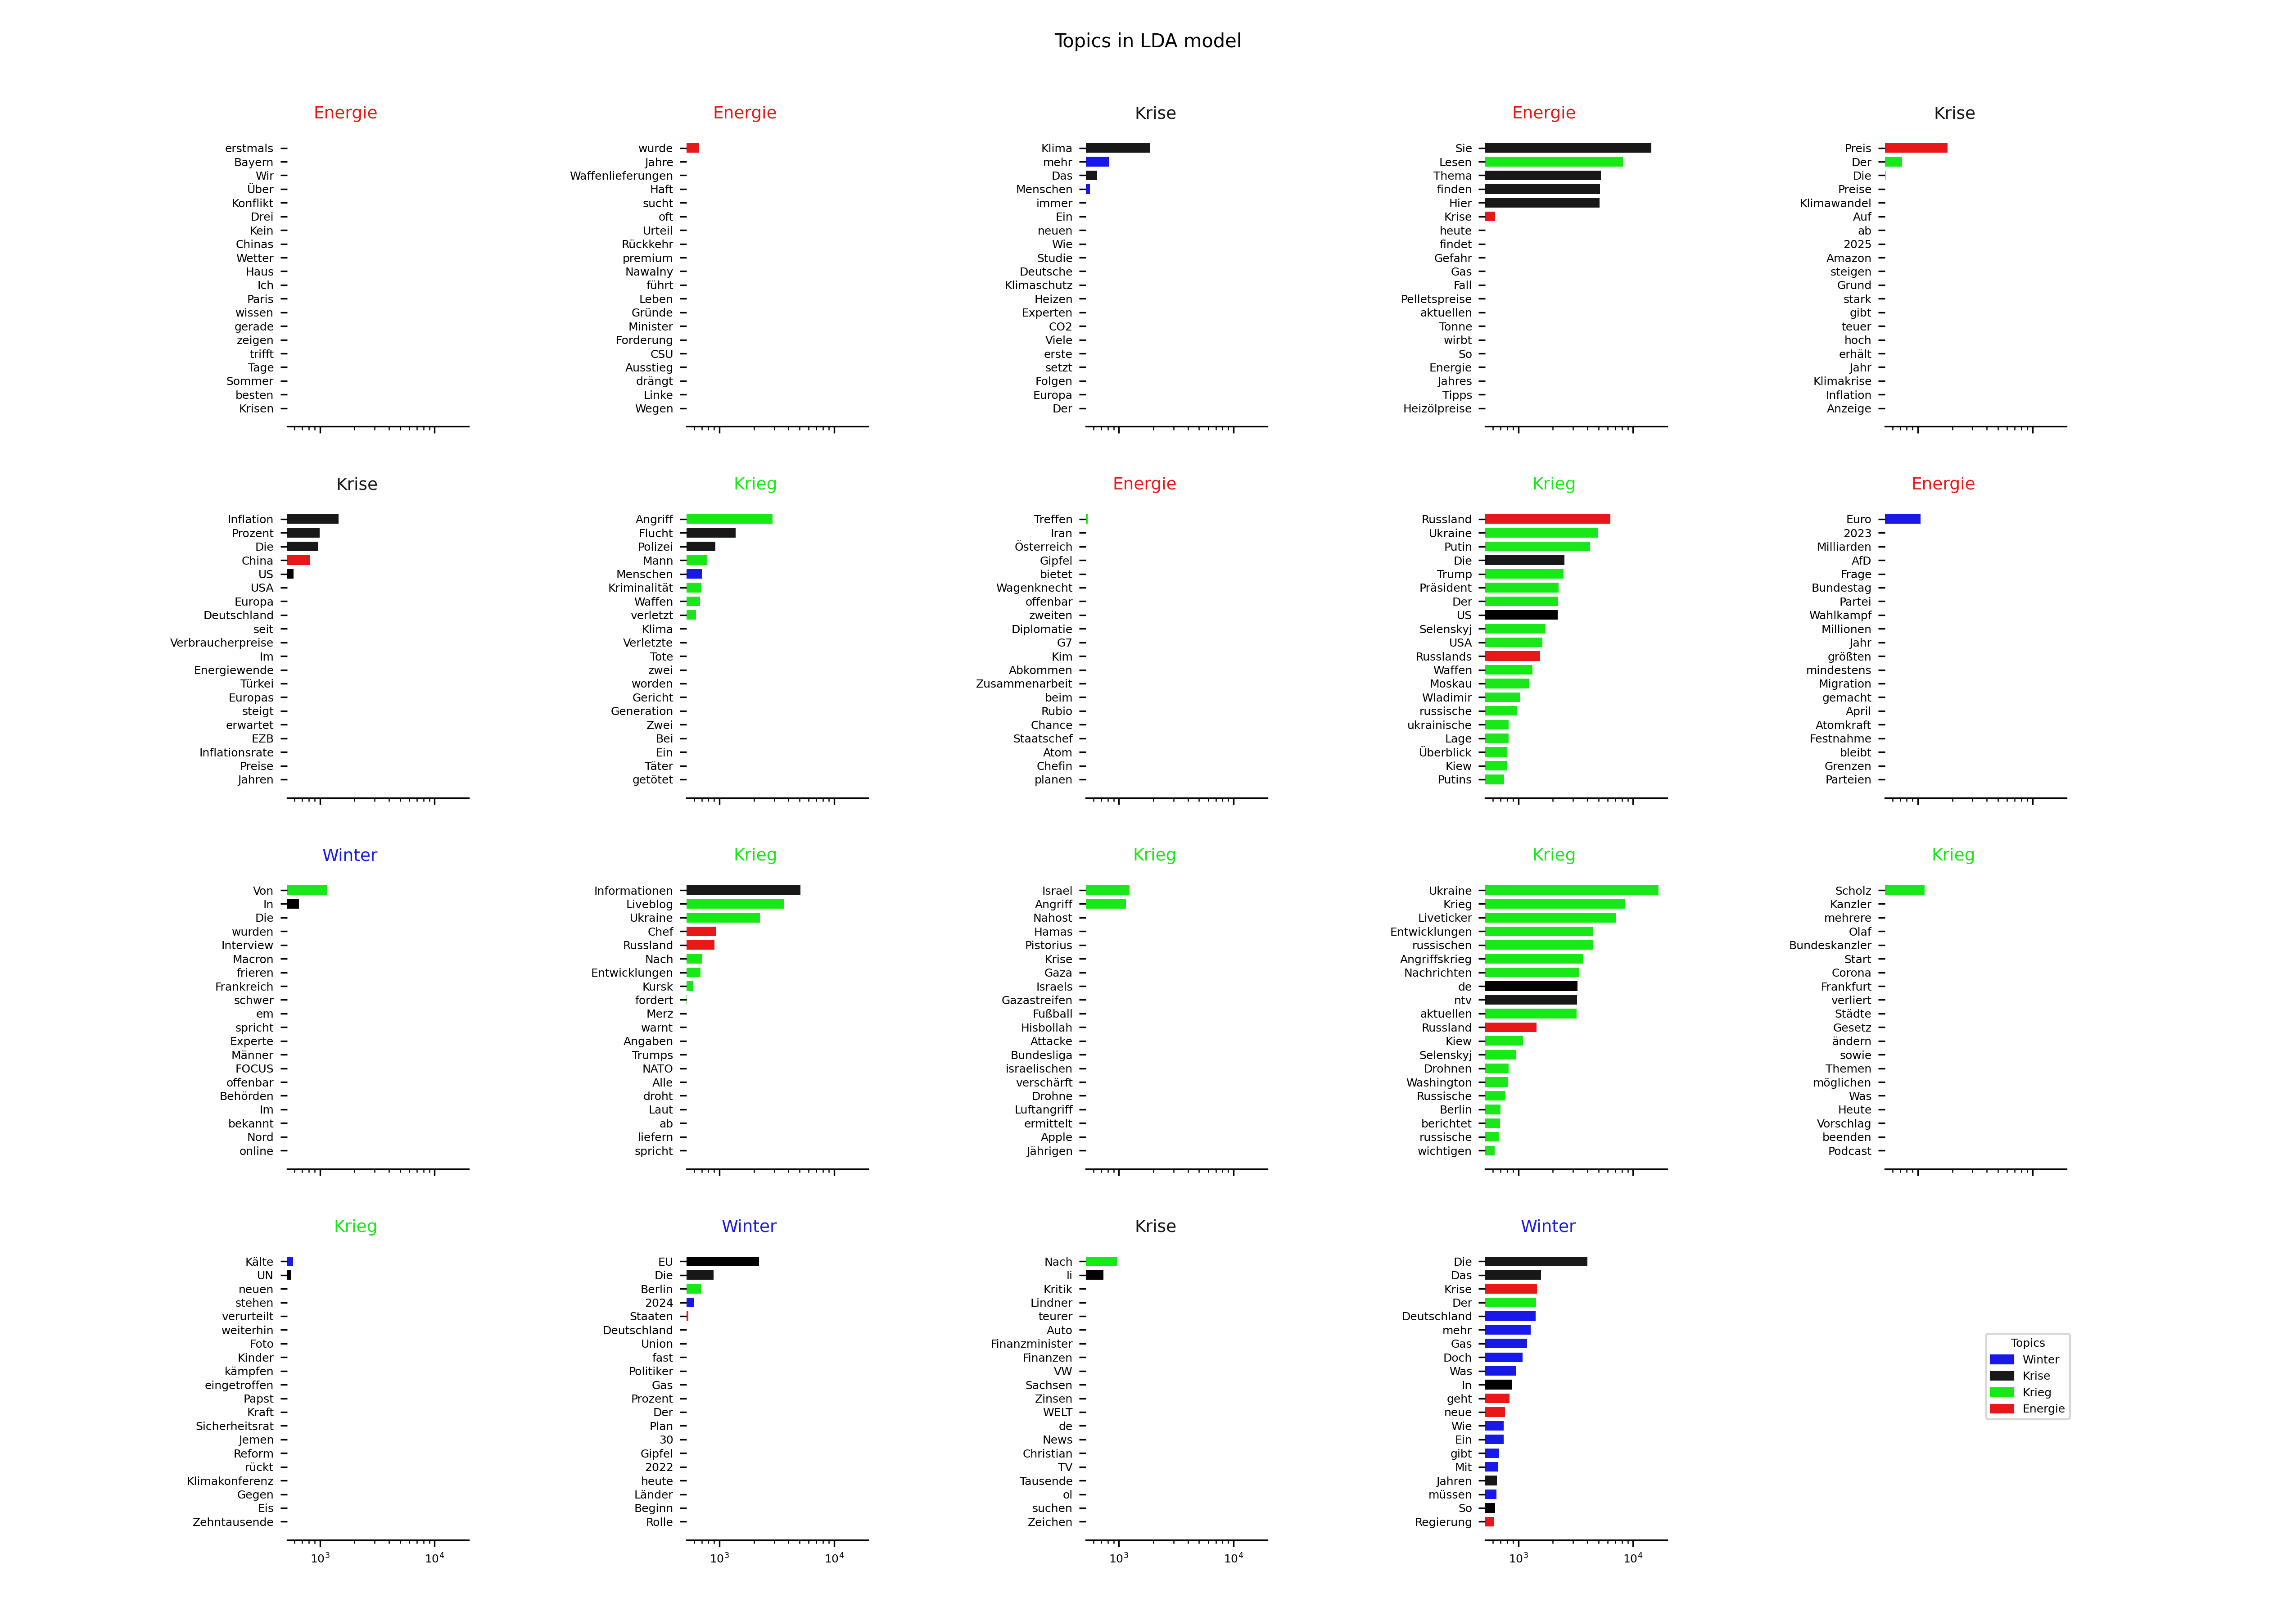 Topics in LDA model
Energie
erstmals
Bayern
Wir
Über
Konflikt
Drei
Kein
Chinas
Wetter
Haus
Ich
Paris
wissen
gerade
zeigen
trifft
Tage
Sommer
besten
Krisen
Energie
wurde
Jahre
Waffenlieferungen
Haft
sucht
oft
Urteil
Rückkehr
premium
Nawalny
führt
Leben
Gründe
Minister
Forderung
CSU
Ausstieg
drängt
Linke
Wegen
Krise
Klima
mehr
Das
Menschen
immer
Ein
neuen
Wie
Studie
Deutsche
Klimaschutz
Heizen
Experten
CO2
Viele
erste
setzt
Folgen
Europa
Der
Energie
Sie
Lesen
Thema
finden
Hier
Krise
heute
findet
Gefahr
Gas
Fall
Pelletspreise
aktuellen
Tonne
wirbt
So
Energie
Jahres
Tipps
Heizölpreise
Krise
Preis
Der
Die
Preise
Klimawandel
Auf
ab
2025
Amazon
steigen
Grund
stark
gibt
teuer
hoch
erhält
Jahr
Klimakrise
Inflation
Anzeige
Krise
Inflation
Prozent
Die
China
US
USA
Europa
Deutschland
seit
Verbraucherpreise
Im
Energiewende
Türkei
Europas
steigt
erwartet
EZB
Inflationsrate
Preise
Jahren
Krieg
Angriff
Flucht
Polizei
Mann
Menschen
Kriminalität
Waffen
verletzt
Klima
Verletzte
Tote
zwei
worden
Gericht
Generation
Zwei
Bei
Ein
Täter
getötet
Energie
Treffen
Iran
Österreich
Gipfel
bietet
Wagenknecht
offenbar
zweiten
Diplomatie
G7
Kim
Abkommen
Zusammenarbeit
beim
Rubio
Chance
Staatschef
Atom
Chefin
planen
Krieg
Russland
Ukraine
Putin
Die
Trump
Präsident
Der
US
Selenskyj
USA
Russlands
Waffen
Moskau
Wladimir
russische
ukrainische
Lage
Überblick
Kiew
Putins
Energie
Euro
2023
Milliarden
AfD
Frage
Bundestag
Partei
Wahlkampf
Millionen
Jahr
größten
mindestens
Migration
gemacht
April
Atomkraft
Festnahme
bleibt
Grenzen
Parteien
Winter
Von
In
Die
wurden
Interview
Macron
frieren
Frankreich
schwer
em
spricht
Experte
Männer
FOCUS
offenbar
Behörden
Im
bekannt
Nord
online
Krieg
Informationen
Liveblog
Ukraine
Chef
Russland
Nach
Entwicklungen
Kursk
fordert
Merz
warnt
Angaben
Trumps
NATO
Alle
droht
Laut
ab
liefern
spricht
Krieg
Israel
Angriff
Nahost
Hamas
Pistorius
Krise
Gaza
Israels
Gazastreifen
Fußball
Hisbollah
Attacke
Bundesliga
israelischen
verschärft
Drohne
Luftangriff
ermittelt
Apple
Jährigen
Krieg
Ukraine
Krieg
Liveticker
Entwicklungen
russischen
Angriffskrieg
Nachrichten
de
ntv
aktuellen
Russland
Kiew
Selenskyj
Drohnen
Washington
Russische
Berlin
berichtet
russische
wichtigen
Krieg
Scholz
Kanzler
mehrere
Olaf
Bundeskanzler
Start
Corona
Frankfurt
verliert
Städte
Gesetz
ändern
sowie
Themen
möglichen
Was
Heute
Vorschlag
beenden
Podcast
Krieg
Kälte
UN
neuen
stehen
verurteilt
weiterhin
Foto
Kinder
kämpfen
eingetroffen
Papst
Kraft
Sicherheitsrat
Jemen
Reform
rückt
Klimakonferenz
Gegen
Eis
Zehntausende
10³ 10⁴
Winter
EU
Die
Berlin
2024
Staaten
Deutschland
Union
fast
Politiker
Gas
Prozent
Der
Plan
30
Gipfel
2022
heute
Länder
Beginn
Rolle
10³ 10⁴
Krise
Nach
li
Kritik
Lindner
teurer
Auto
Finanzminister
Finanzen
VW
Sachsen
Zinsen
WELT
de
News
Christian
TV
Tausende
ol
suchen
Zeichen
10³ 10⁴
Winter
Die
Das
Krise
Der
Deutschland
mehr
Gas
Doch
Was
In
geht
neue
Wie
Ein
gibt
Mit
Jahren
müssen
So
Regierung
10³ 10⁴
Topics
Winter
Krise
Krieg
Energie